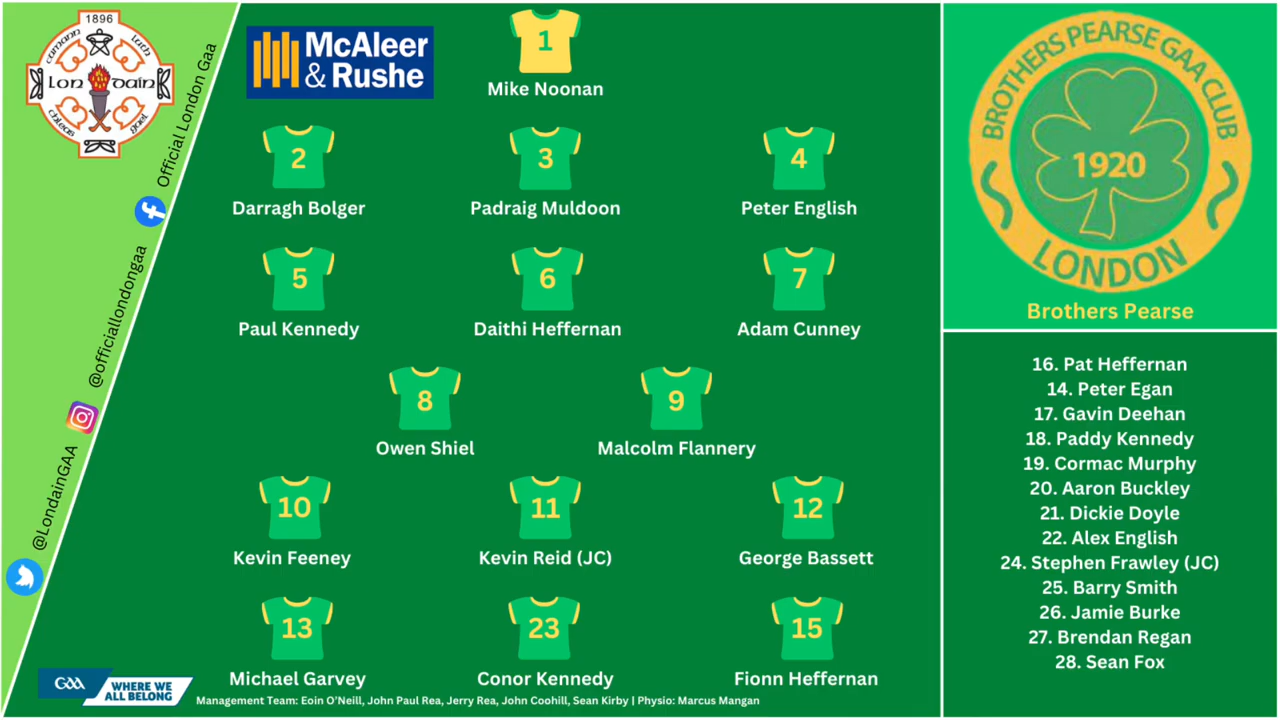 1896
cumann
lath
Lon
dain
chleas
gael
Official London Gaa
@officiallondongaa
@LondainGAA
McAleer
& Rushe
1
Mike Noonan
2
3
4
Darragh Bolger
Padraig Muldoon
Peter English
5
6
7
Paul Kennedy
Daithi Heffernan
Adam Cunney
8
9
Owen Shiel
Malcolm Flannery
10
11
12
Kevin Feeney
Kevin Reid (JC)
George Bassett
13
23
15
Michael Garvey
Conor Kennedy
Fionn Heffernan
GAA
WHERE WE
ALL BELONG
Management Team: Eoin O'Neill, John Paul Rea, Jerry Rea, John Coohill, Sean Kirby | Physio: Marcus Mangan
BROTHERS PEARSE GAA CLUB
1920
LONDON
Brothers Pearse
16. Pat Heffernan
14. Peter Egan
17. Gavin Deehan
18. Paddy Kennedy
19. Cormac Murphy
20. Aaron Buckley
21. Dickie Doyle
22. Alex English
24. Stephen Frawley (JC)
25. Barry Smith
26. Jamie Burke
27. Brendan Regan
28. Sean Fox